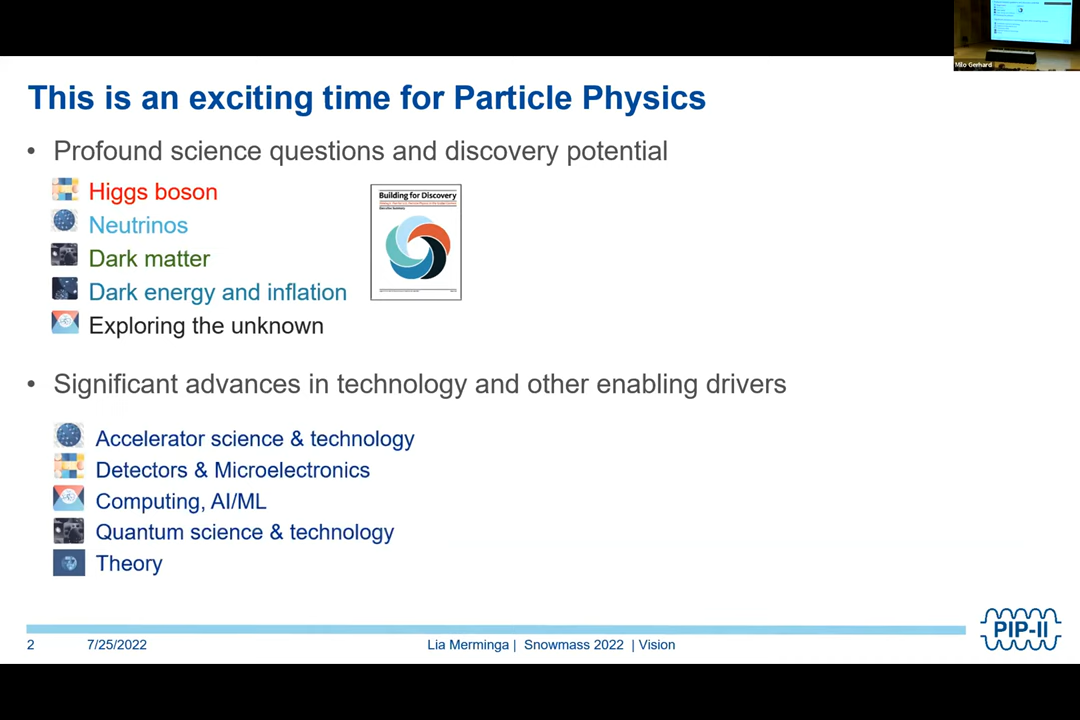 Milo Gerhard
This is an exciting time for Particle Physics
• Profound science questions and discovery potential
Higgs boson
Neutrinos
Dark matter
Dark energy and inflation
Exploring the unknown
Building for Discovery
• Significant advances in technology and other enabling drivers
Accelerator science & technology
Detectors & Microelectronics
Computing, AI/ML
Quantum science & technology
Theory
2 7/25/2022 Lia Merminga | Snowmass 2022 | Vision
PIP-II